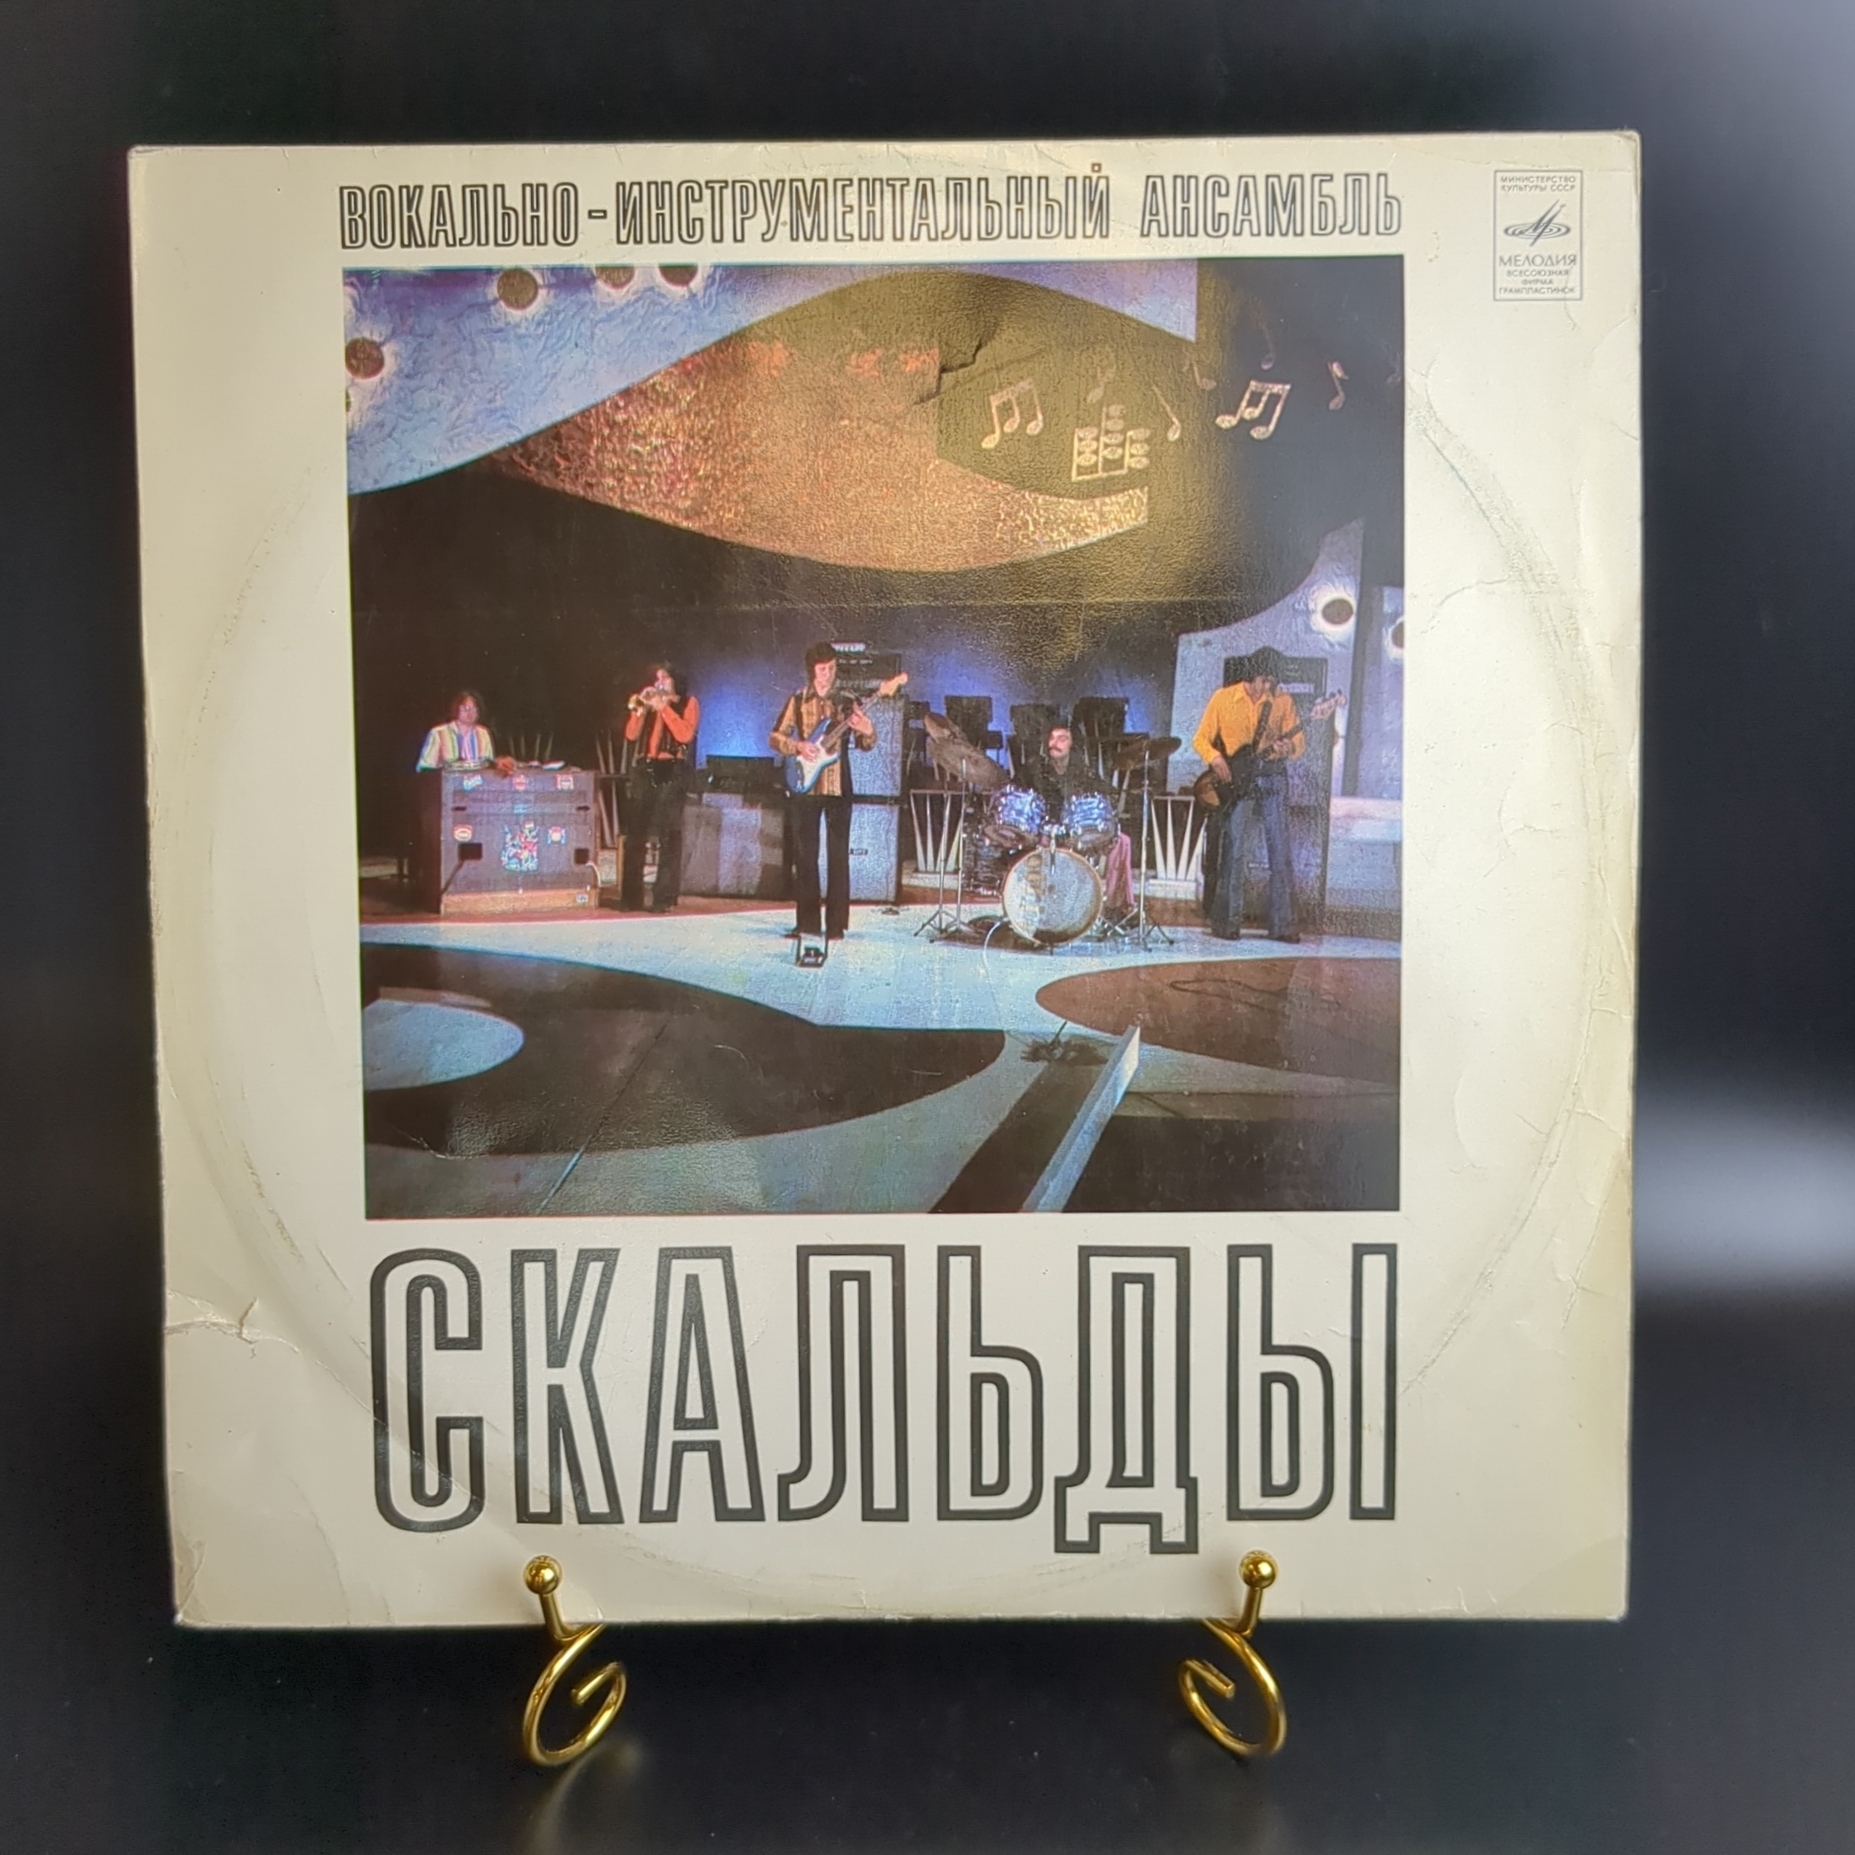 ВОКАЛЬНО-ИНСТРУМЕНТАЛЬНЫЙ АНСАМБЛЬ
МИНИСТЕРСТВО
КУЛЬТУРЫ СССР
МЕЛОДИЯ
ВСЕСОЮЗНАЯ
ФИРМА
ГРАМПЛАСТИНОК
СКАЛЬДЫ